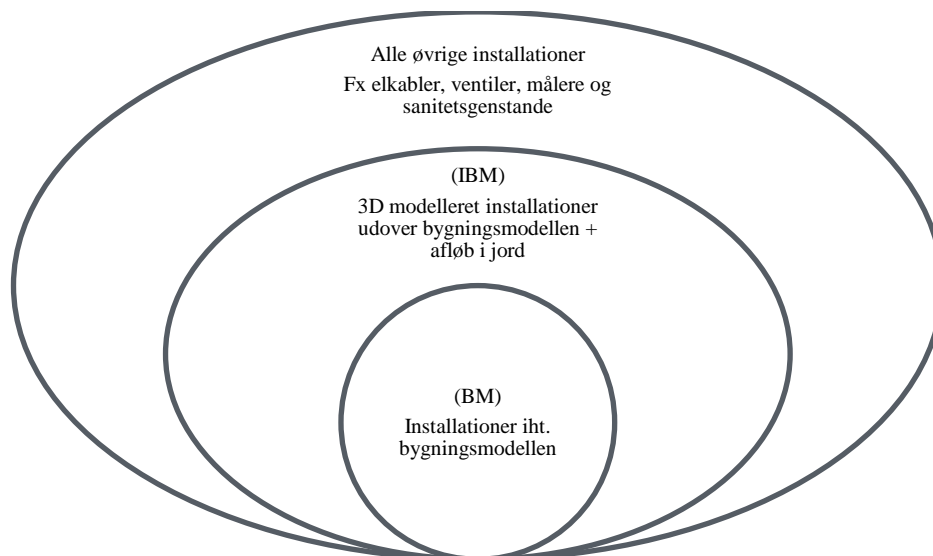 Alle øvrige installationer
Fx elkabler, ventiler, målere og
sanitetsgenstande
(IBM)
3D modelleret installationer
udover bygningsmodellen +
afløb i jord
(BM)
Installationer iht.
bygningsmodellen